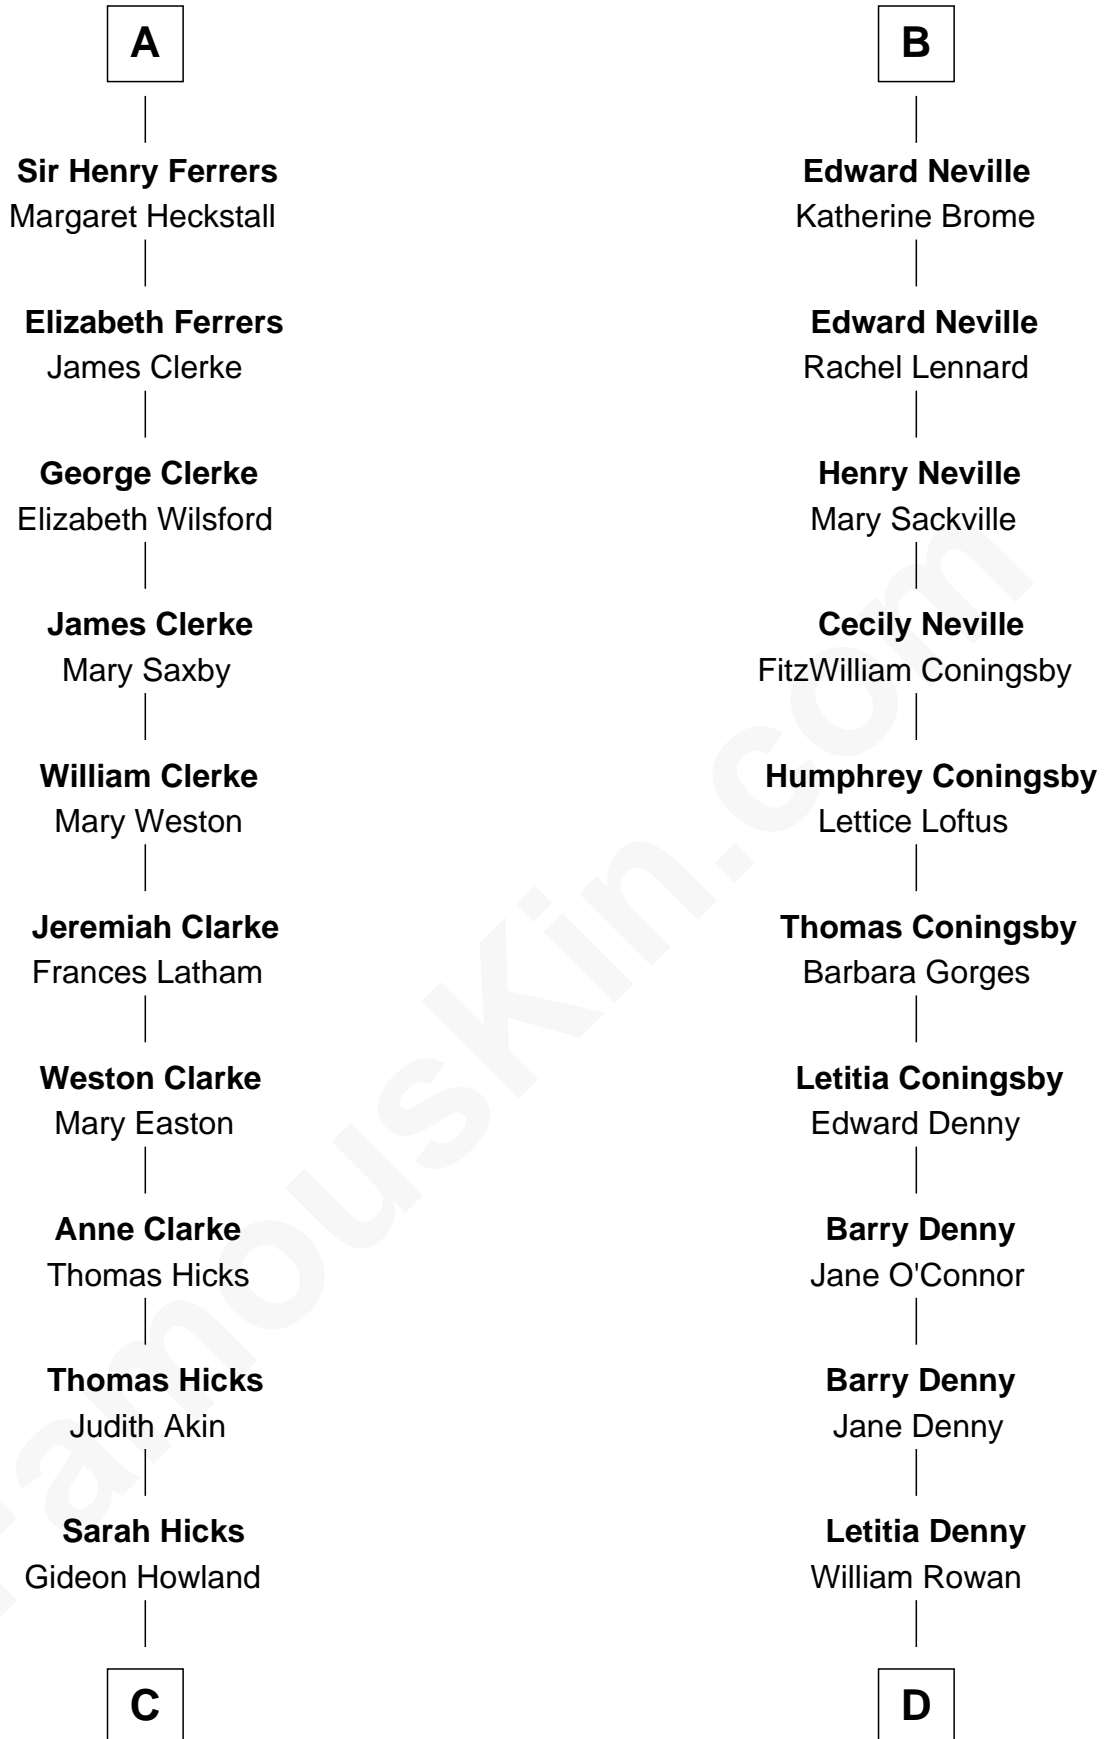 A
Sir Henry Ferrers
Margaret Heckstall
Elizabeth Ferrers
James Clerke
George Clerke
Elizabeth Wilsford
James Clerke
Mary Saxby
William Clerke
Mary Weston
Jeremiah Clarke
Frances Latham
Weston Clarke
Mary Easton
Anne Clarke
Thomas Hicks
Thomas Hicks
Judith Akin
Sarah Hicks
Gideon Howland
C
B
Edward Neville
Katherine Brome
Edward Neville
Rachel Lennard
Henry Neville
Mary Sackville
Cecily Neville
FitzWilliam Coningsby
Humphrey Coningsby
Lettice Loftus
Thomas Coningsby
Barbara Gorges
Letitia Coningsby
Edward Denny
Barry Denny
Jane O'Connor
Barry Denny
Jane Denny
Letitia Denny
William Rowan
D
FamousKin.com